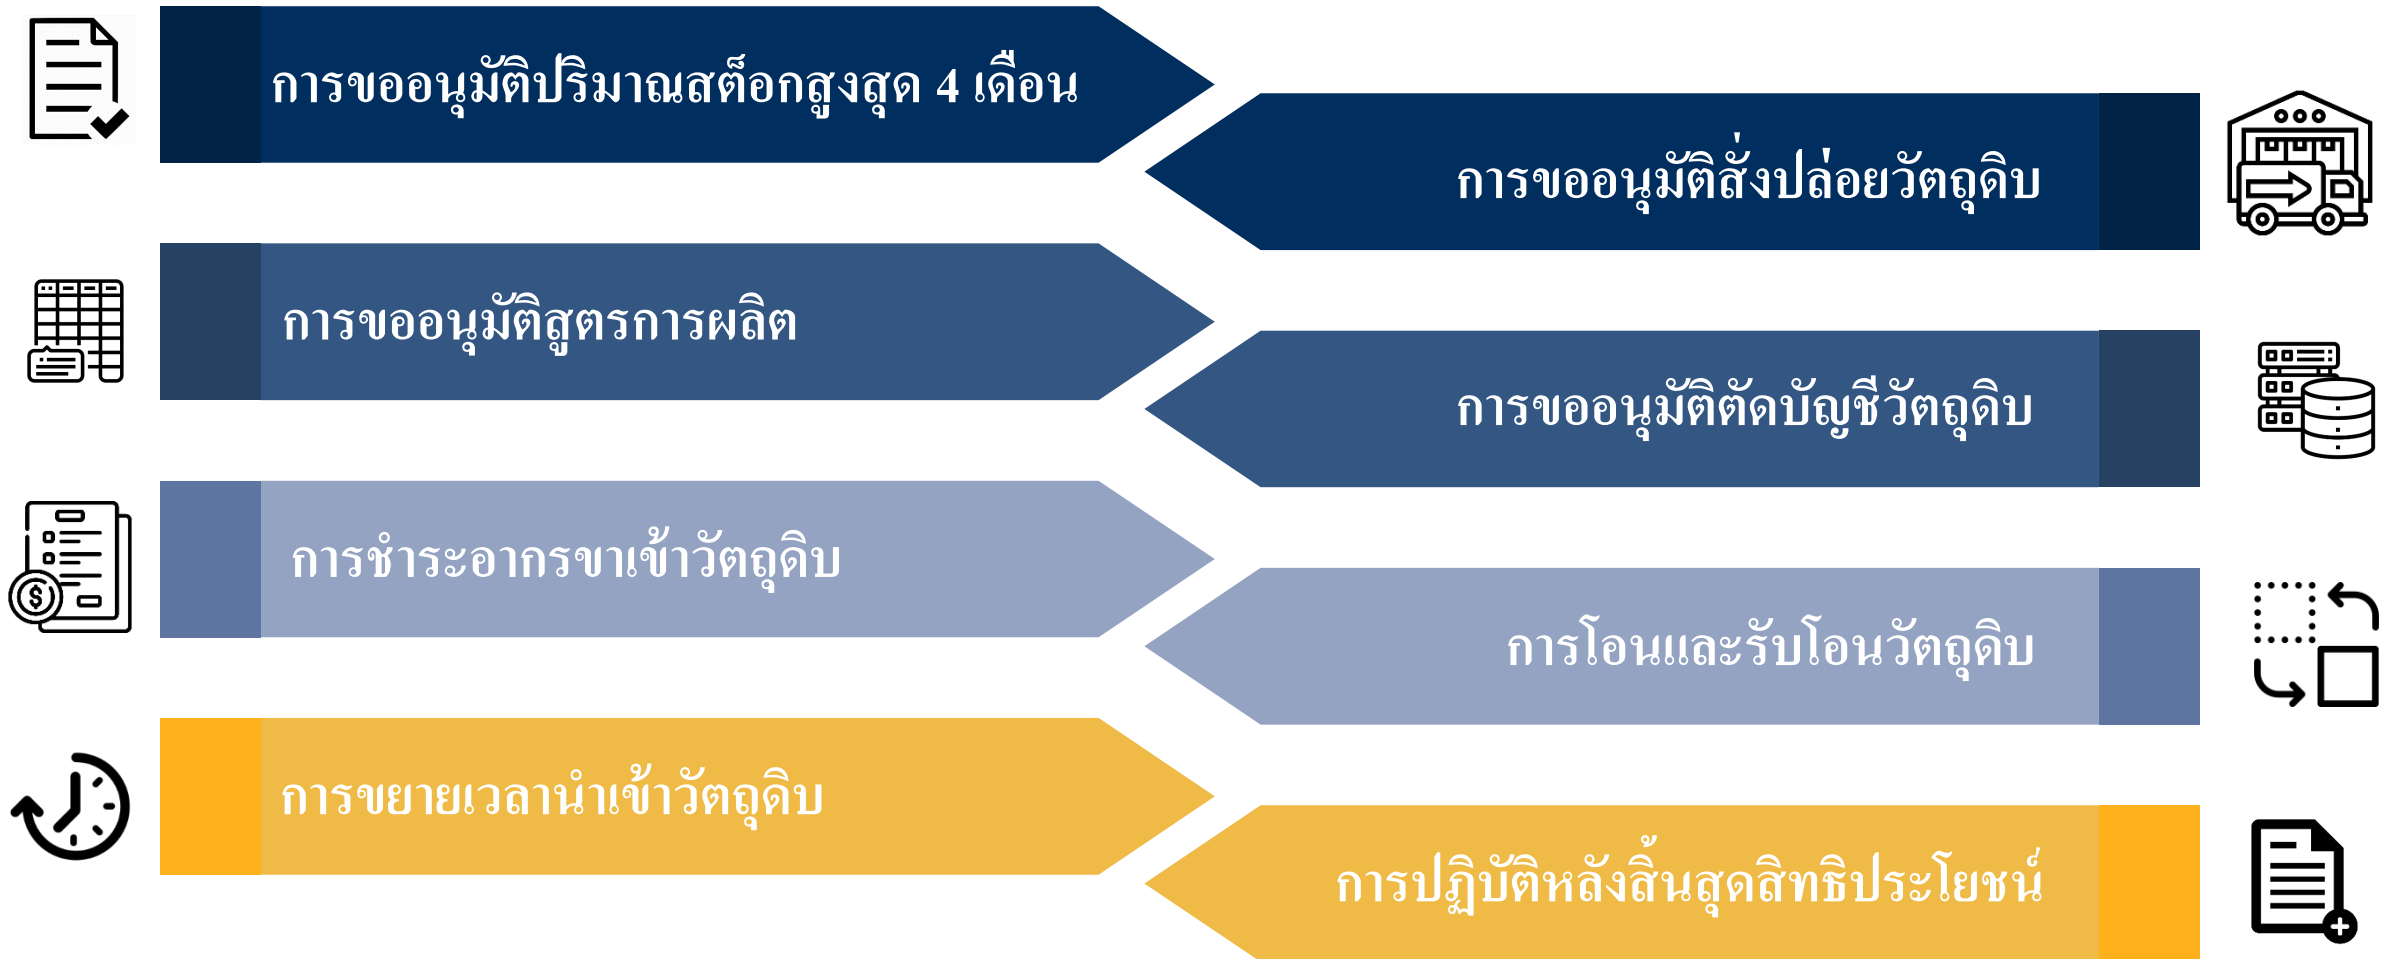 การขออนุมัติปริมาณสต็อกสูงสุด 4 เดือน
การขออนุมัติสั่งปล่อยวัตถุดิบ
การขออนุมัติสูตรการผลิต
การขออนุมัติตัดบัญชีวัตถุดิบ
การชำระอากรขาเข้าวัตถุดิบ
การโอนและรับโอนวัตถุดิบ
การขยายเวลานำเข้าวัตถุดิบ
การปฏิบัติหลังสิ้นสุดสิทธิประโยชน์